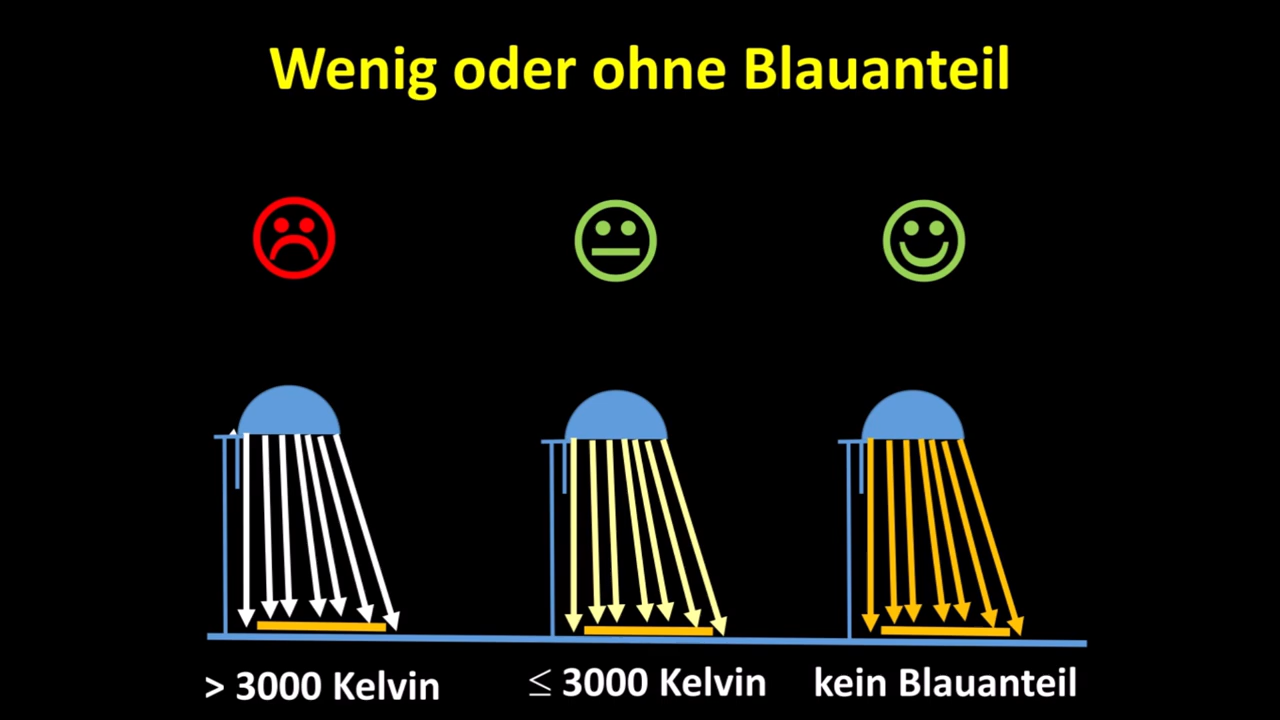 Wenig oder ohne Blauanteil
> 3000 Kelvin
≤ 3000 Kelvin
kein Blauanteil